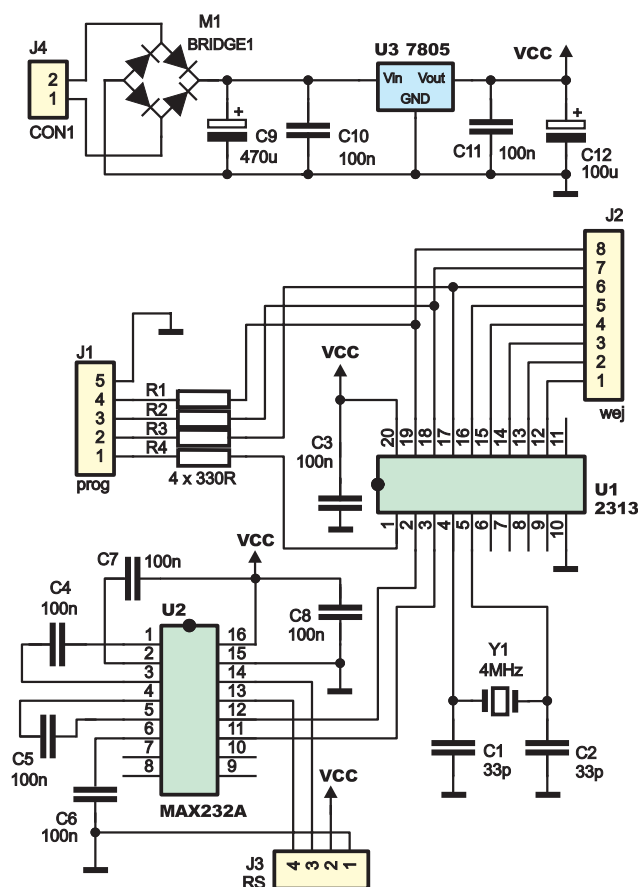 M1
BRIDGE1
J4
2
1
CON1
U3 7805
Vin Vout
GND
VCC
+
C9
470u
C10
100n
C11
100n
+
C12
100u
J2
8
7
6
5
4
3
2
1
wej
J1
5
4
3
2
1
prog
R1
R2
R3
R4
4 x 330R
VCC
C3
100n
20 19 18 17 16 15 14 13 12 11
U1
2313
1 2 3 4 5 6 7 8 9 10
C7
100n
VCC
C4
100n
U2
C8
100n
1 16
2 15
3 14
4 13
5 12
6 11
7 10
8 9
MAX232A
C5
100n
C6
100n
Y1
4MHz
C1
33p
C2
33p
VCC
J3
RS
4 3 2 1